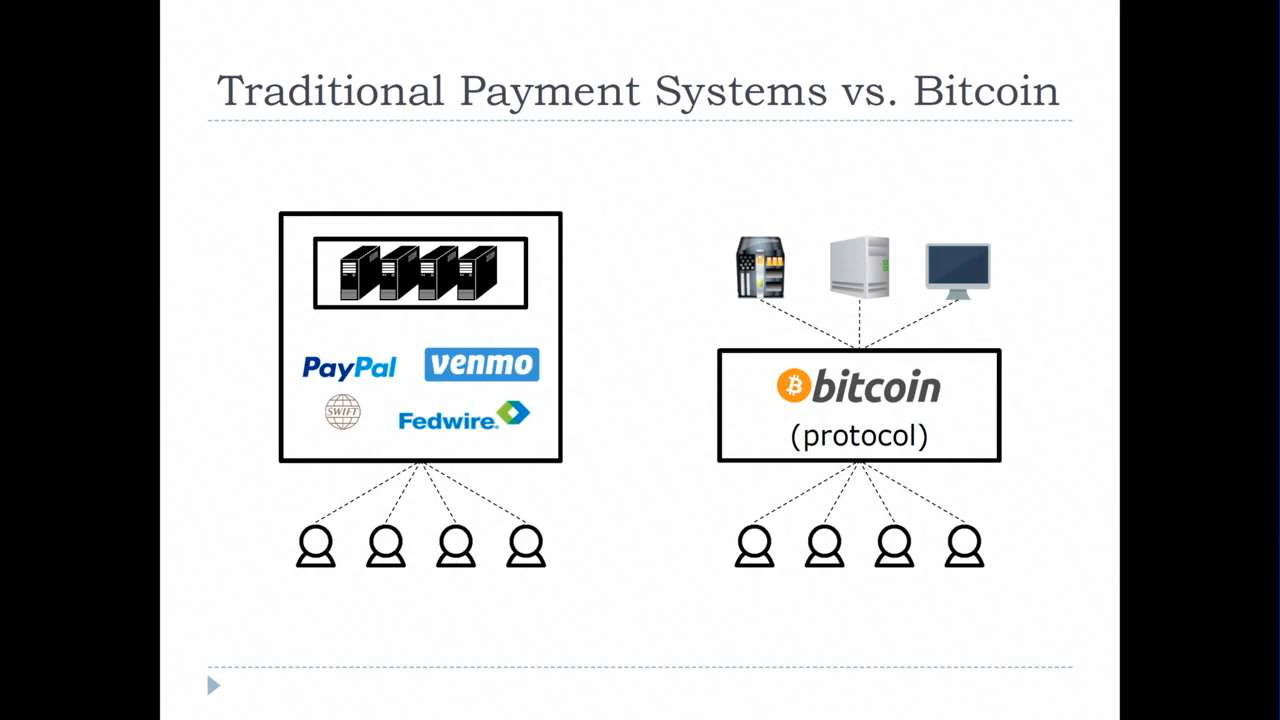 Traditional Payment Systems vs. Bitcoin
PayPal
venmo
SWIFT
Fedwire®
bitcoin
(protocol)